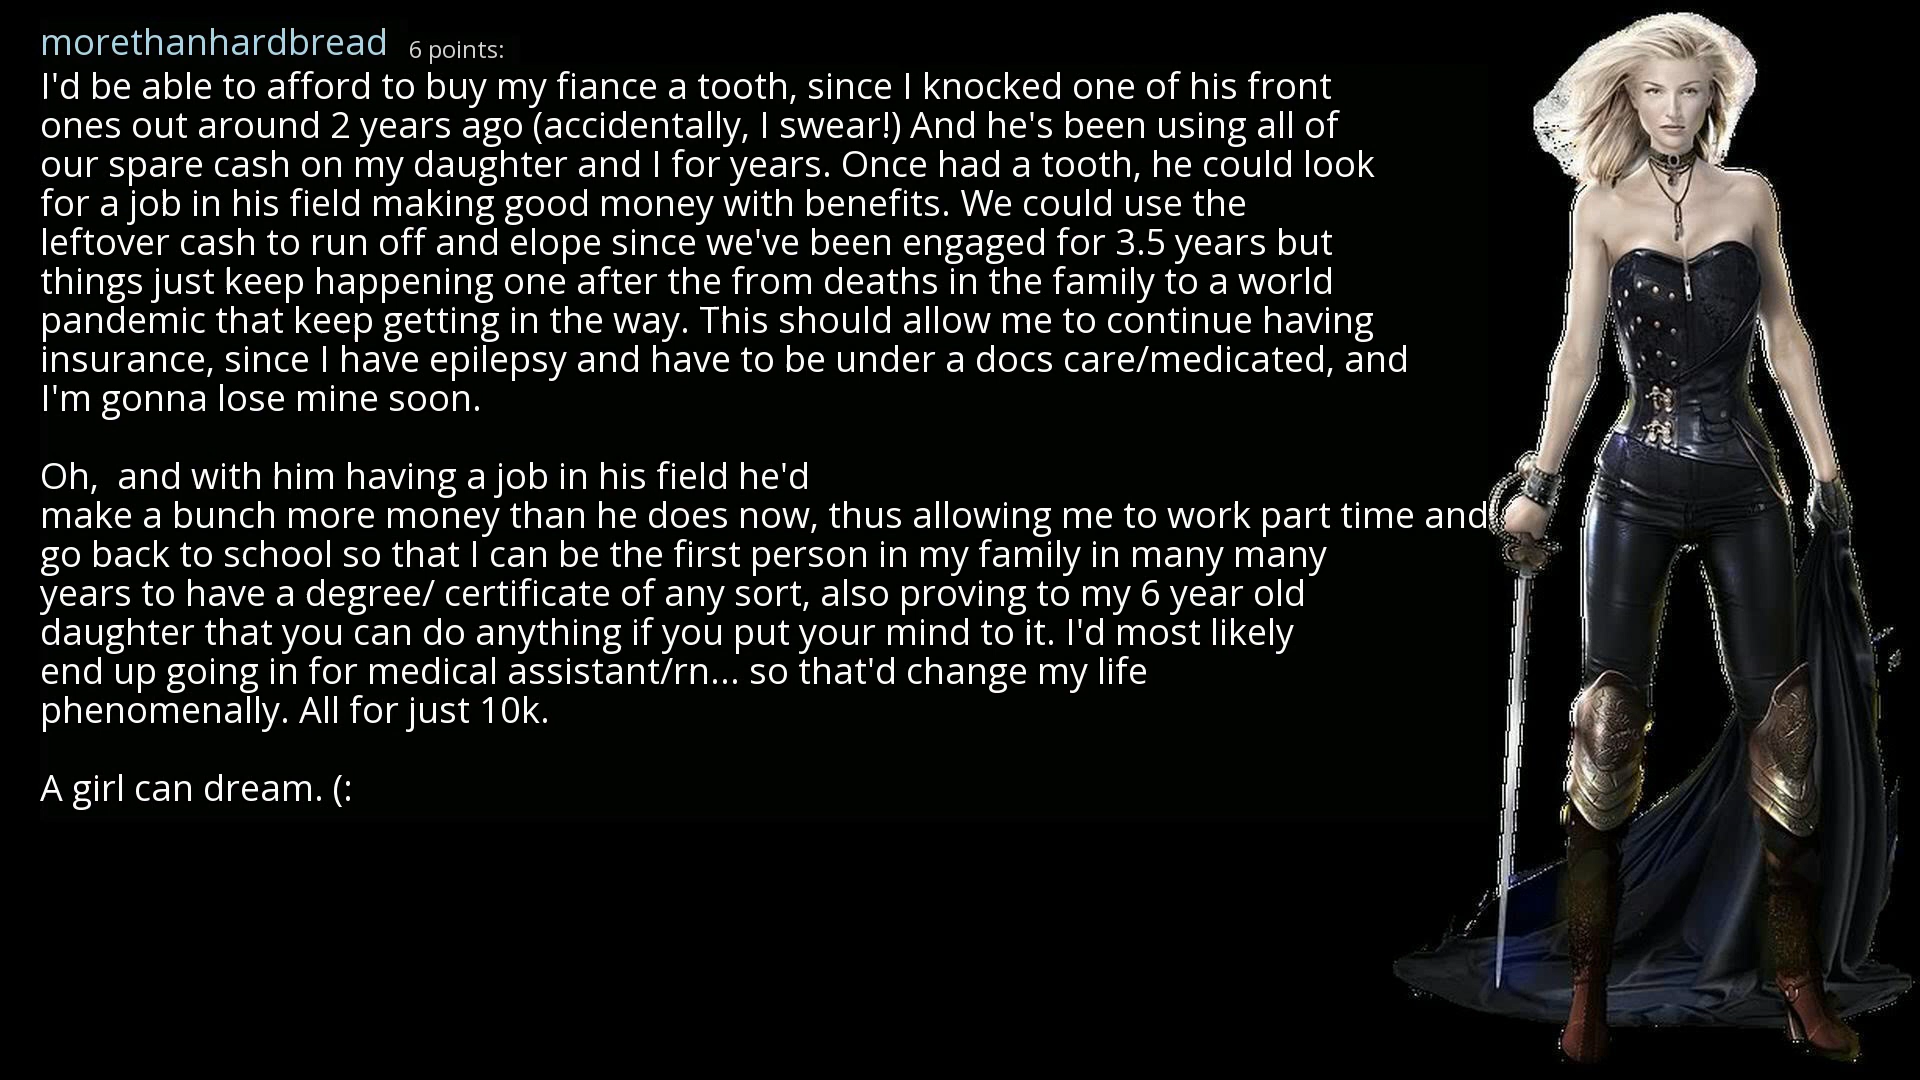 morethanhardbread 6 points:
I'd be able to afford to buy my fiance a tooth, since I knocked one of his front
ones out around 2 years ago (accidentally, I swear!) And he's been using all of
our spare cash on my daughter and I for years. Once had a tooth, he could look
for a job in his field making good money with benefits. We could use the
leftover cash to run off and elope since we've been engaged for 3.5 years but
things just keep happening one after the from deaths in the family to a world
pandemic that keep getting in the way. This should allow me to continue having
insurance, since I have epilepsy and have to be under a docs care/medicated, and
I'm gonna lose mine soon.
Oh,  and with him having a job in his field he'd
make a bunch more money than he does now, thus allowing me to work part time and
go back to school so that I can be the first person in my family in many many
years to have a degree/ certificate of any sort, also proving to my 6 year old
daughter that you can do anything if you put your mind to it. I'd most likely
end up going in for medical assistant/rn... so that'd change my life
phenomenally. All for just 10k.
A girl can dream. (: